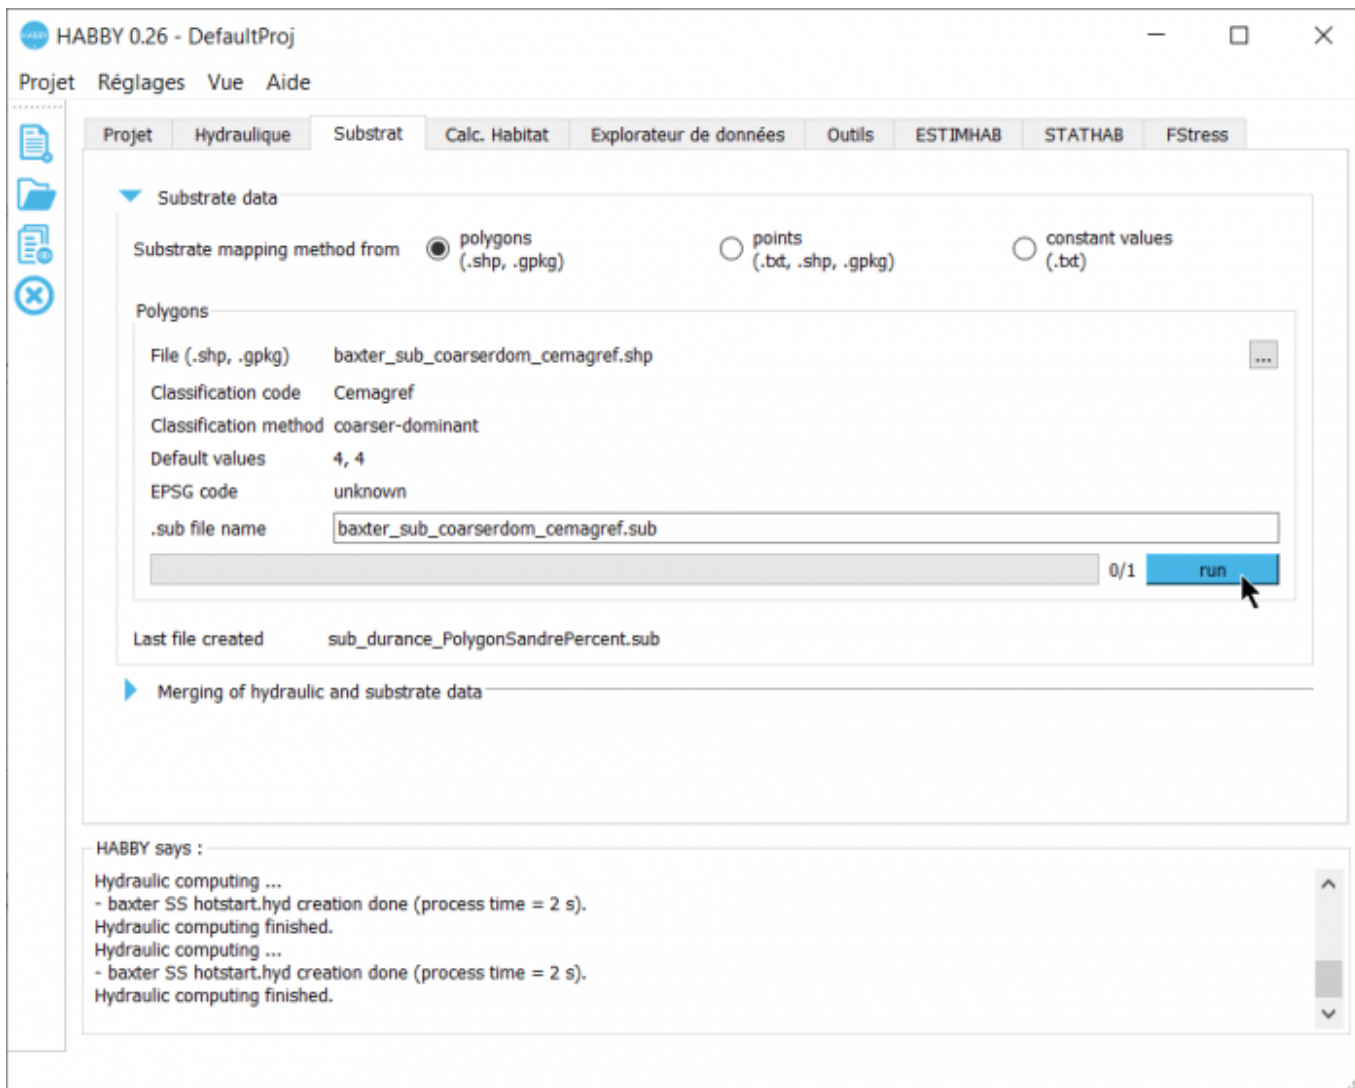 HABBY 0.26 - DefaultProj
Projet Réglages Vue Aide
Projet Hydraulique Substrat Calc. Habitat Explorateur de données Outils ESTIMHAB STATHAB FStress
Substrate data
Substrate mapping method from
polygons
(.shp, .gpkg)
points
(.txt, .shp, .gpkg)
constant values
(.txt)
Polygons
File (.shp, .gpkg) baxter_sub_coarserdom_cemagref.shp ...
Classification code Cemagref
Classification method coarser-dominant
Default values 4, 4
EPSG code unknown
.sub file name baxter_sub_coarserdom_cemagref.sub
0/1 run
Last file created sub_durance_PolygonSandrePercent.sub
Merging of hydraulic and substrate data
HABBY says :
Hydraulic computing ...
- baxter SS hotstart.hyd creation done (process time = 2 s).
Hydraulic computing finished.
Hydraulic computing ...
- baxter SS hotstart.hyd creation done (process time = 2 s).
Hydraulic computing finished.